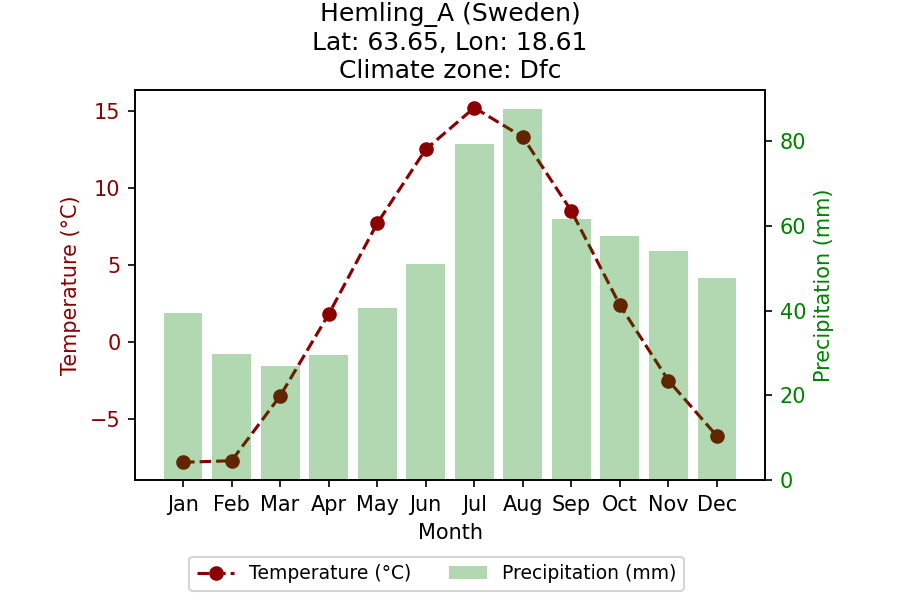 Hemling_A (Sweden)
Lat: 63.65, Lon: 18.61
Climate zone: Dfc
Temperature (°C)
15
10
5
0
−5
80
60
40
20
0
Precipitation (mm)
Jan Feb Mar Apr May Jun Jul Aug Sep Oct Nov Dec
Month
Temperature (°C) Precipitation (mm)